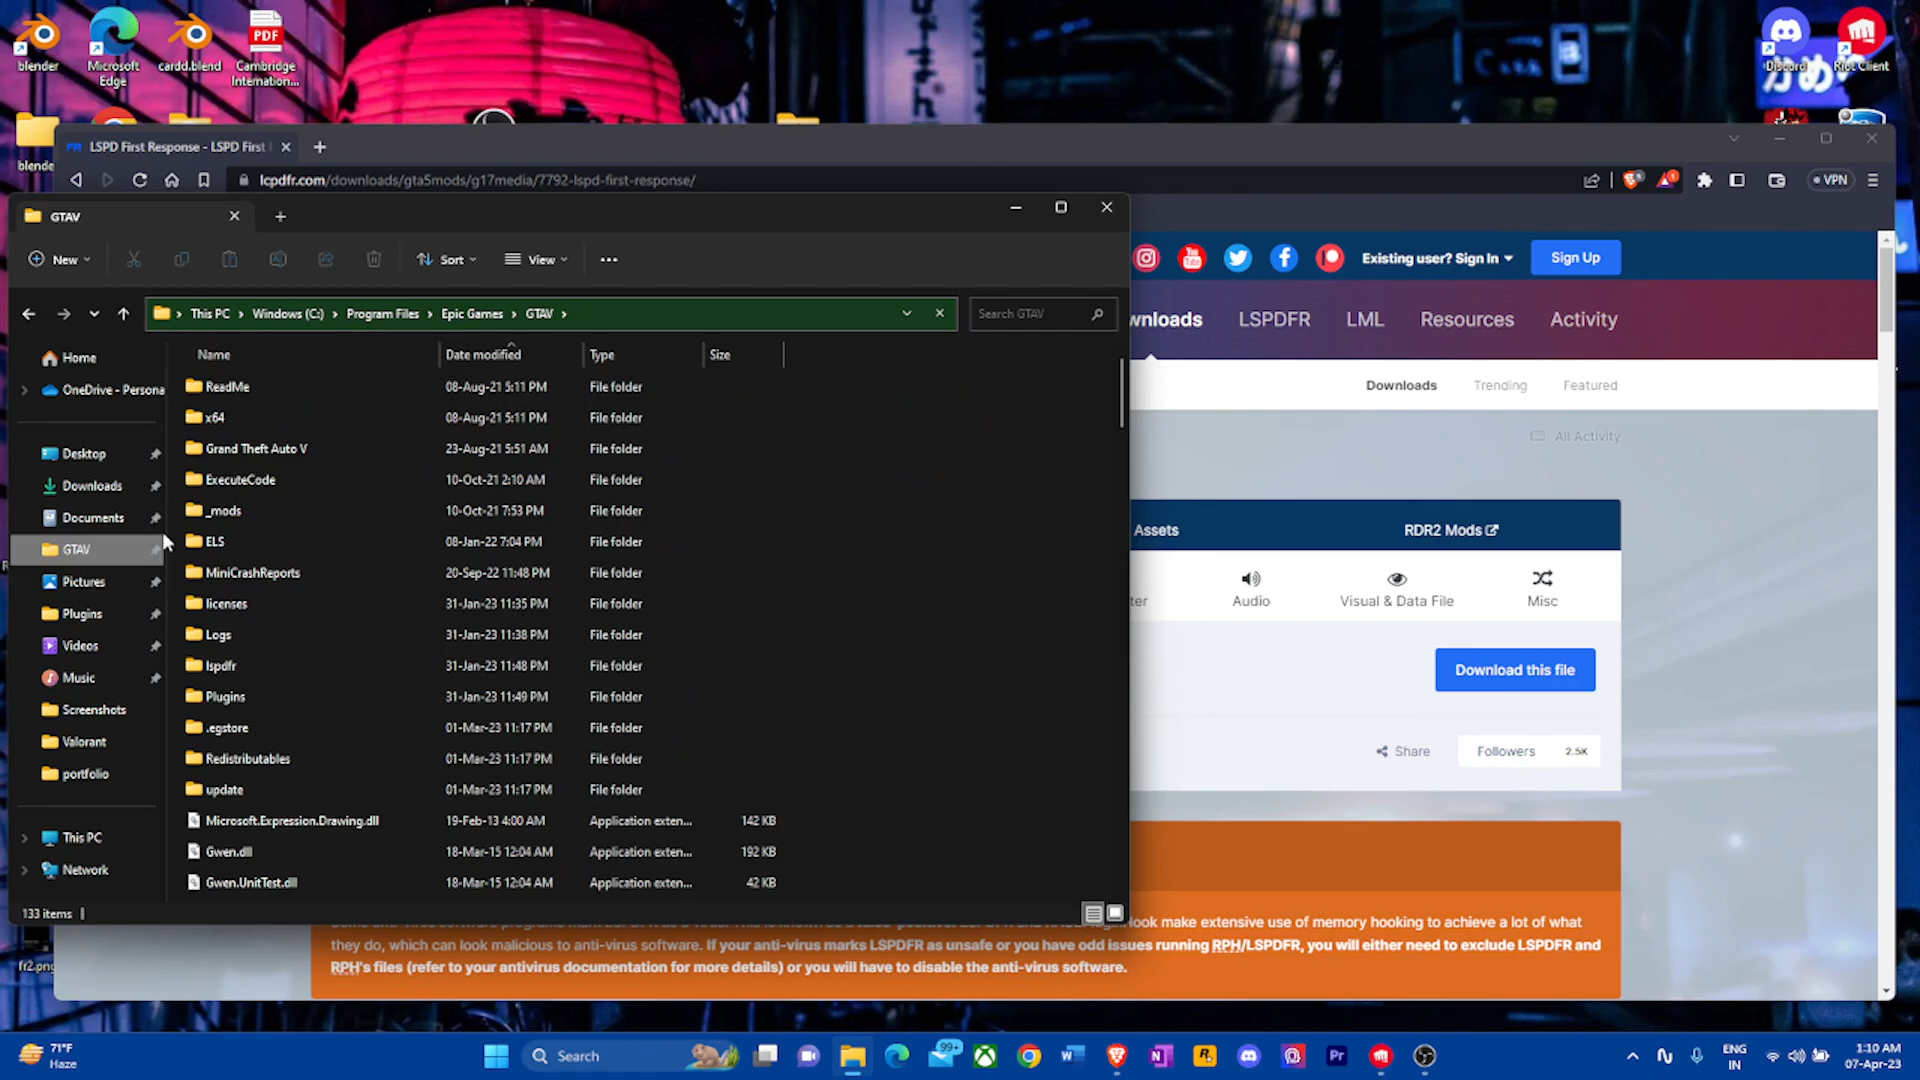 blender
Microsoft
Edge
cardd.blend
PDF
Cambridge
Internation...
Discord
Riot Client
blende
LSPD First Response - LSPD First
lcpdfr.com/downloads/gta5mods/g17media/7792-lspd-first-response/
VPN
GTAV
New
Sort
View
This PC
Windows (C:)
Program Files
Epic Games
GTAV
Search GTAV
Existing user? Sign In
Sign Up
wnloads
LSPDFR
LML
Resources
Activity
Downloads
Trending
Featured
All Activity
Home
OneDrive - Persona
Desktop
Downloads
Documents
GTAV
Pictures
Plugins
Videos
Music
Screenshots
Valorant
portfolio
This PC
Network
Name Date modified Type Size
ReadMe 08-Aug-21 5:11 PM File folder
x64 08-Aug-21 5:11 PM File folder
Grand Theft Auto V 23-Aug-21 5:51 AM File folder
ExecuteCode 10-Oct-21 2:10 AM File folder
_mods 10-Oct-21 7:53 PM File folder
ELS 08-Jan-22 7:04 PM File folder
MiniCrashReports 20-Sep-22 11:48 PM File folder
licenses 31-Jan-23 11:35 PM File folder
Logs 31-Jan-23 11:38 PM File folder
lspdfr 31-Jan-23 11:48 PM File folder
Plugins 31-Jan-23 11:49 PM File folder
.egstore 01-Mar-23 11:17 PM File folder
Redistributables 01-Mar-23 11:17 PM File folder
update 01-Mar-23 11:17 PM File folder
Microsoft.Expression.Drawing.dll 19-Feb-13 4:00 AM Application exten... 142 KB
Gwen.dll 18-Mar-15 12:04 AM Application exten... 192 KB
Gwen.UnitTest.dll 18-Mar-15 12:04 AM Application exten... 42 KB
133 items
Assets
RDR2 Mods
ter
Audio
Visual & Data File
Misc
Download this file
Share
Followers 2.5K
look make extensive use of memory hooking to achieve a lot of what
they do, which can look malicious to anti-virus software. If your anti-virus marks LSPDFR as unsafe or you have odd issues running RPH/LSPDFR, you will either need to exclude LSPDFR and
RPH's files (refer to your antivirus documentation for more details) or you will have to disable the anti-virus software.
fr2.png
71°F
Haze
Search
99+
ENG
IN
1:10 AM
07-Apr-23